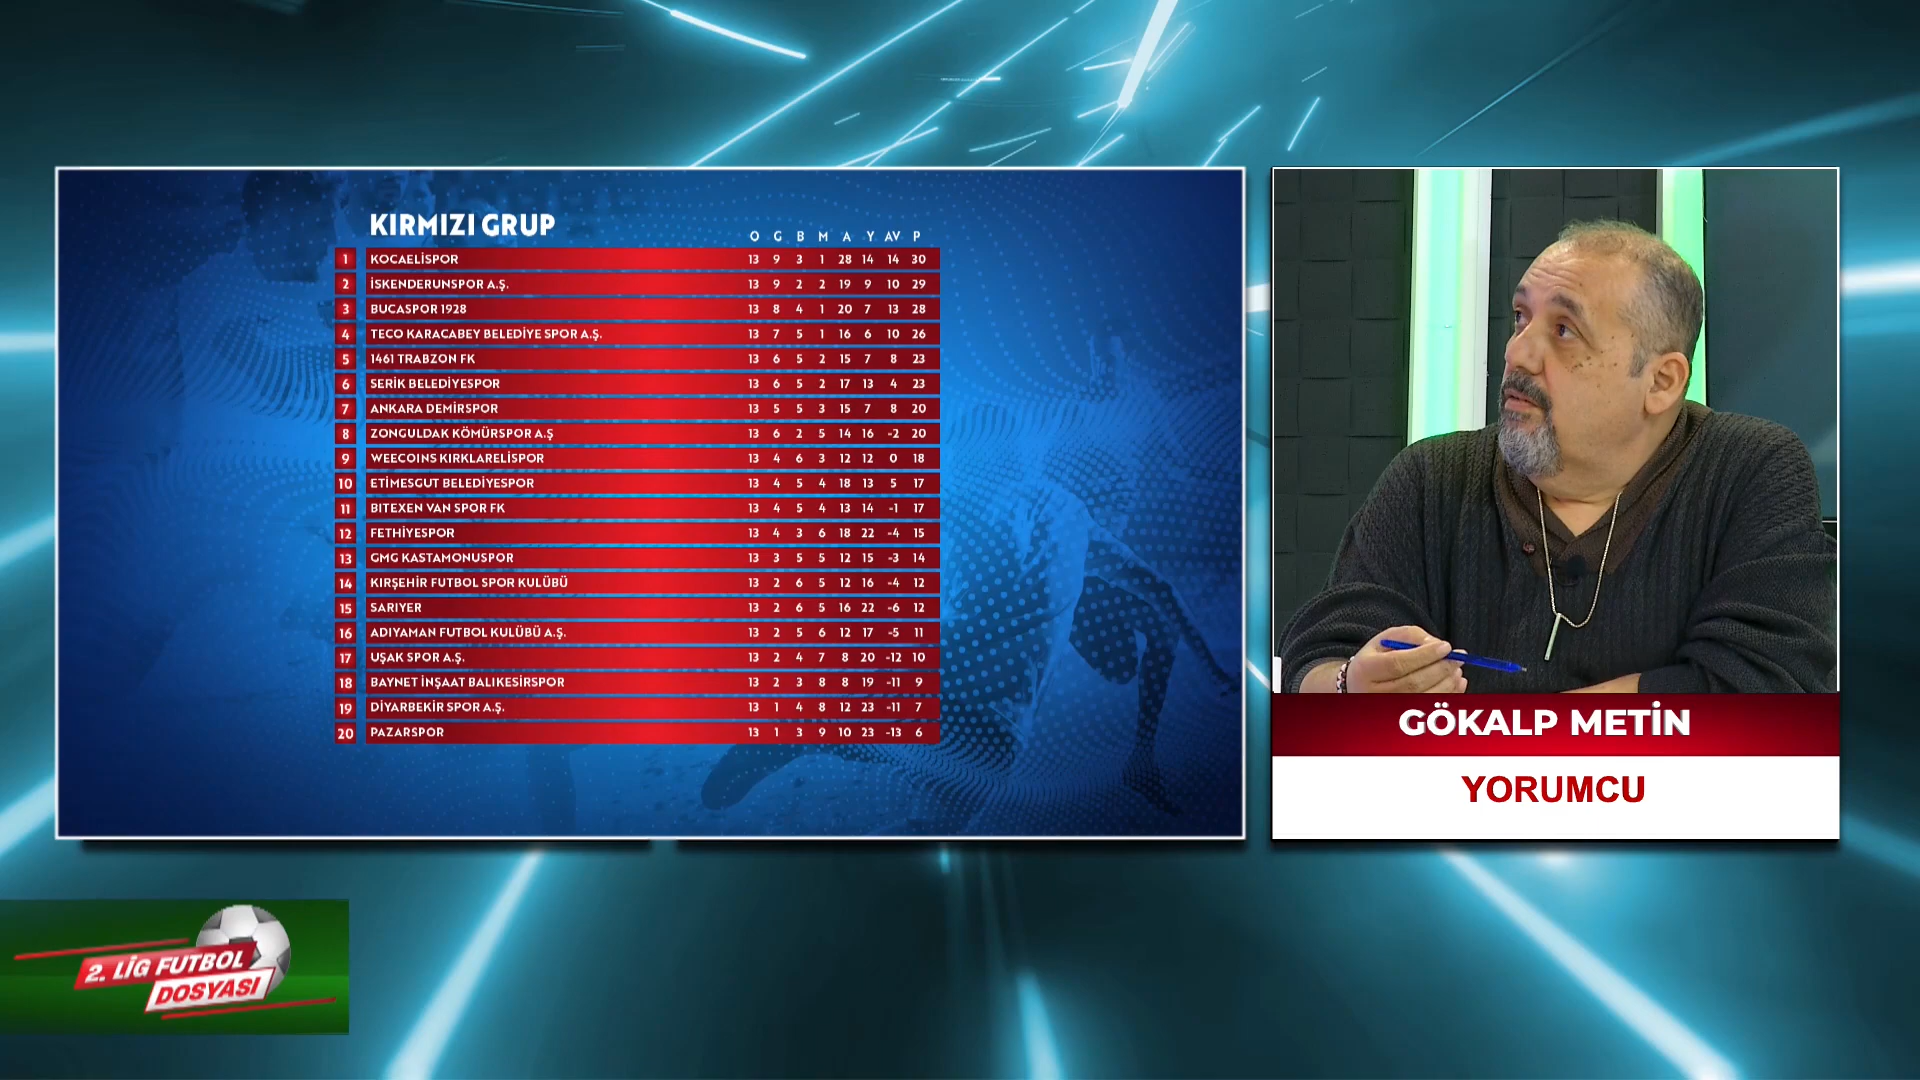 KIRMIZI GRUP
O G B M A Y AV P
1 KOCAELİSPOR 13 9 3 1 28 14 14 30
2 İSKENDERUNSPOR A.Ş. 13 9 2 2 19 9 10 29
3 BUCASPOR 1928 13 8 4 1 20 7 13 28
4 TECO KARACABEY BELEDİYE SPOR A.Ş. 13 7 5 1 16 6 10 26
5 1461 TRABZON FK 13 6 5 2 15 7 8 23
6 SERİK BELEDİYESPOR 13 6 5 2 17 13 4 23
7 ANKARA DEMİRSPOR 13 5 5 3 15 7 8 20
8 ZONGULDAK KÖMÜRSPOR A.Ş 13 6 2 5 14 16 -2 20
9 WEECOINS KIRKLARELİSPOR 13 4 6 3 12 12 0 18
10 ETİMESGUT BELEDİYESPOR 13 4 5 4 18 13 5 17
11 BITEXEN VAN SPOR FK 13 4 5 4 13 14 -1 17
12 FETHİYESPOR 13 4 3 6 18 22 -4 15
13 GMG KASTAMONUSPOR 13 3 5 5 12 15 -3 14
14 KIRŞEHİR FUTBOL SPOR KULÜBÜ 13 2 6 5 12 16 -4 12
15 SARIYER 13 2 6 5 16 22 -6 12
16 ADIYAMAN FUTBOL KULÜBÜ A.Ş. 13 2 5 6 12 17 -5 11
17 UŞAK SPOR A.Ş. 13 2 4 7 8 20 -12 10
18 BAYNET İNŞAAT BALIKESİRSPOR 13 2 3 8 8 19 -11 9
19 DİYARBEKİR SPOR A.Ş. 13 1 4 8 12 23 -11 7
20 PAZARSPOR 13 1 3 9 10 23 -13 6
GÖKALP METİN
YORUMCU
2. LİG FUTBOL
DOSYASI